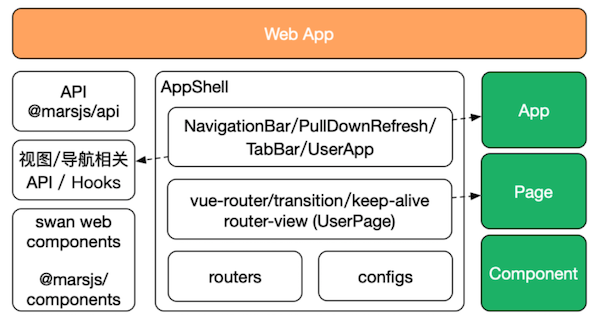 Web App
API
@marsjs/api
视图/导航相关
API / Hooks
swan web
components
@marsjs/
components
AppShell
NavigationBar/PullDownRefresh/
TabBar/UserApp
vue-router/transition/keep-alive
router-view (UserPage)
routers
configs
App
Page
Component